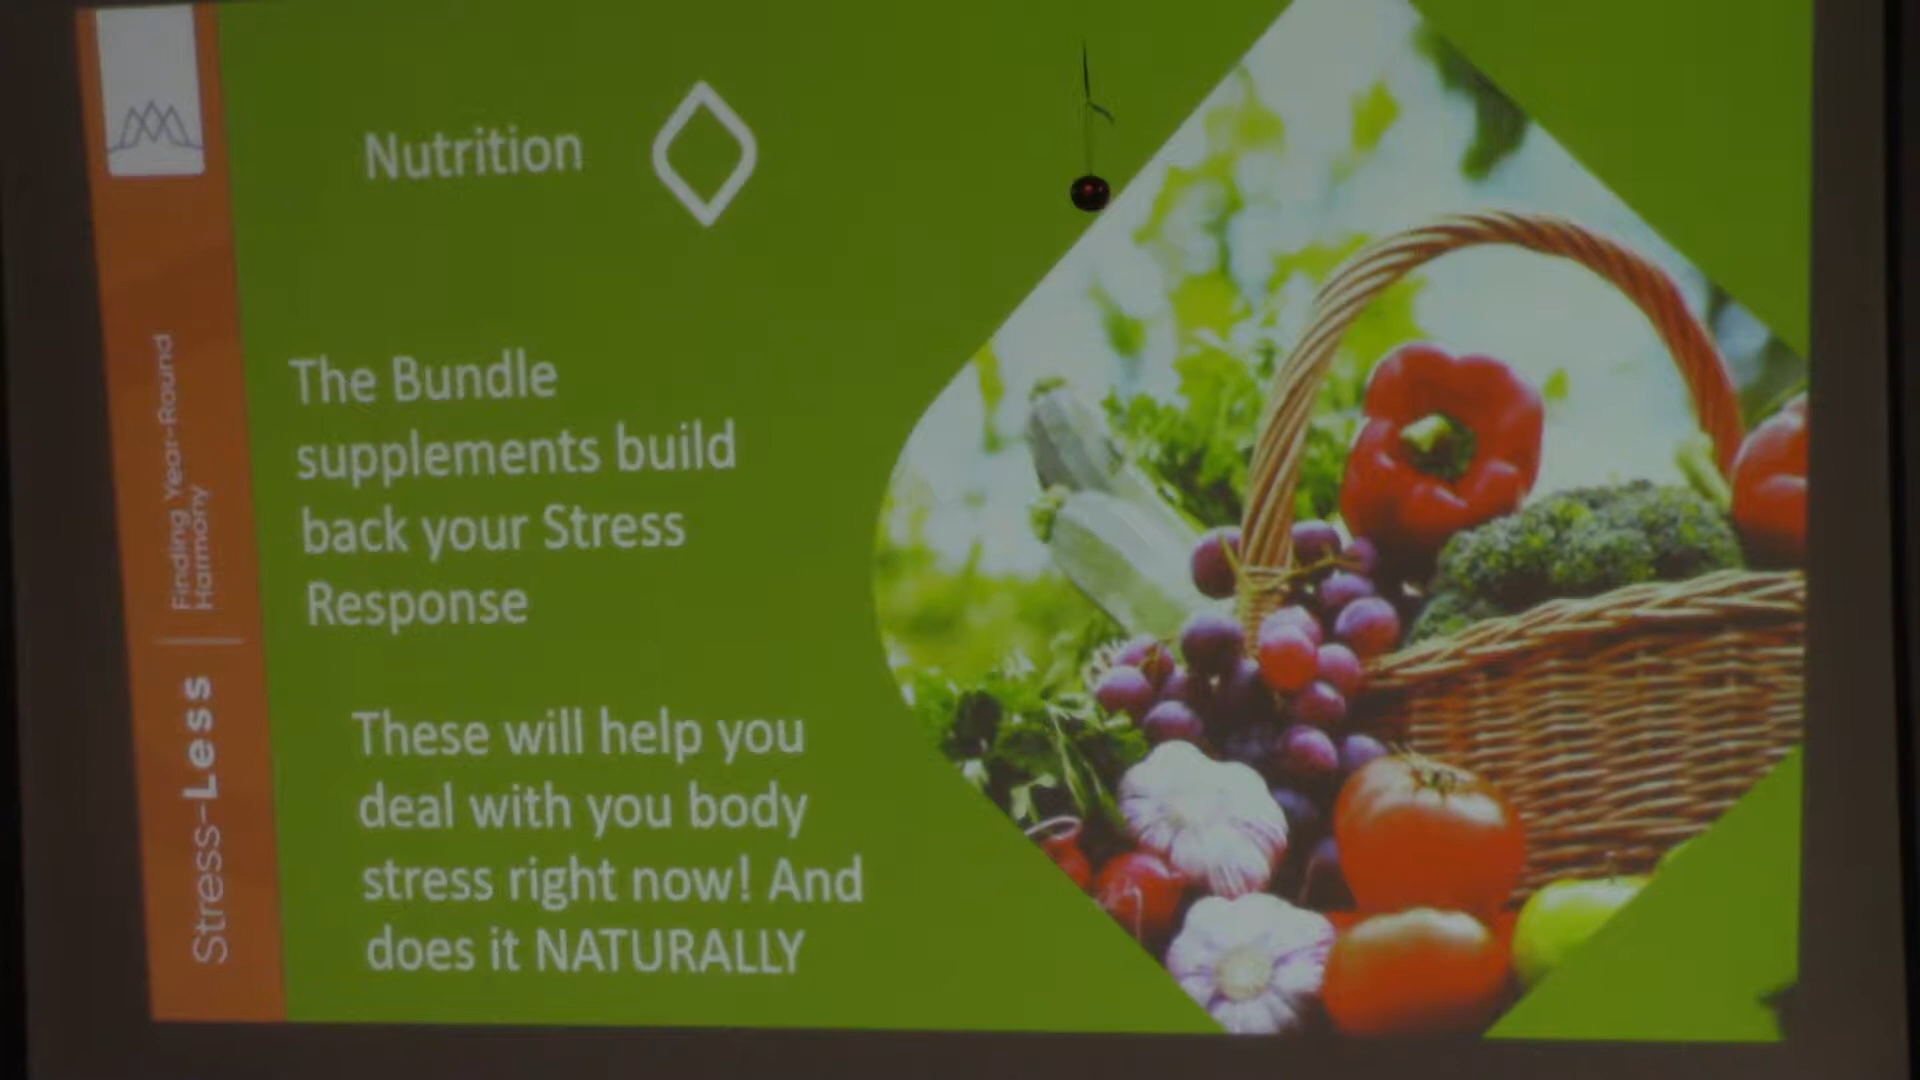 Nutrition
The Bundle
supplements build
back your Stress
Response
These will help you
deal with you body
stress right now! And
does it NATURALLY
Stress-Less
Finding Year-Round
Harmony